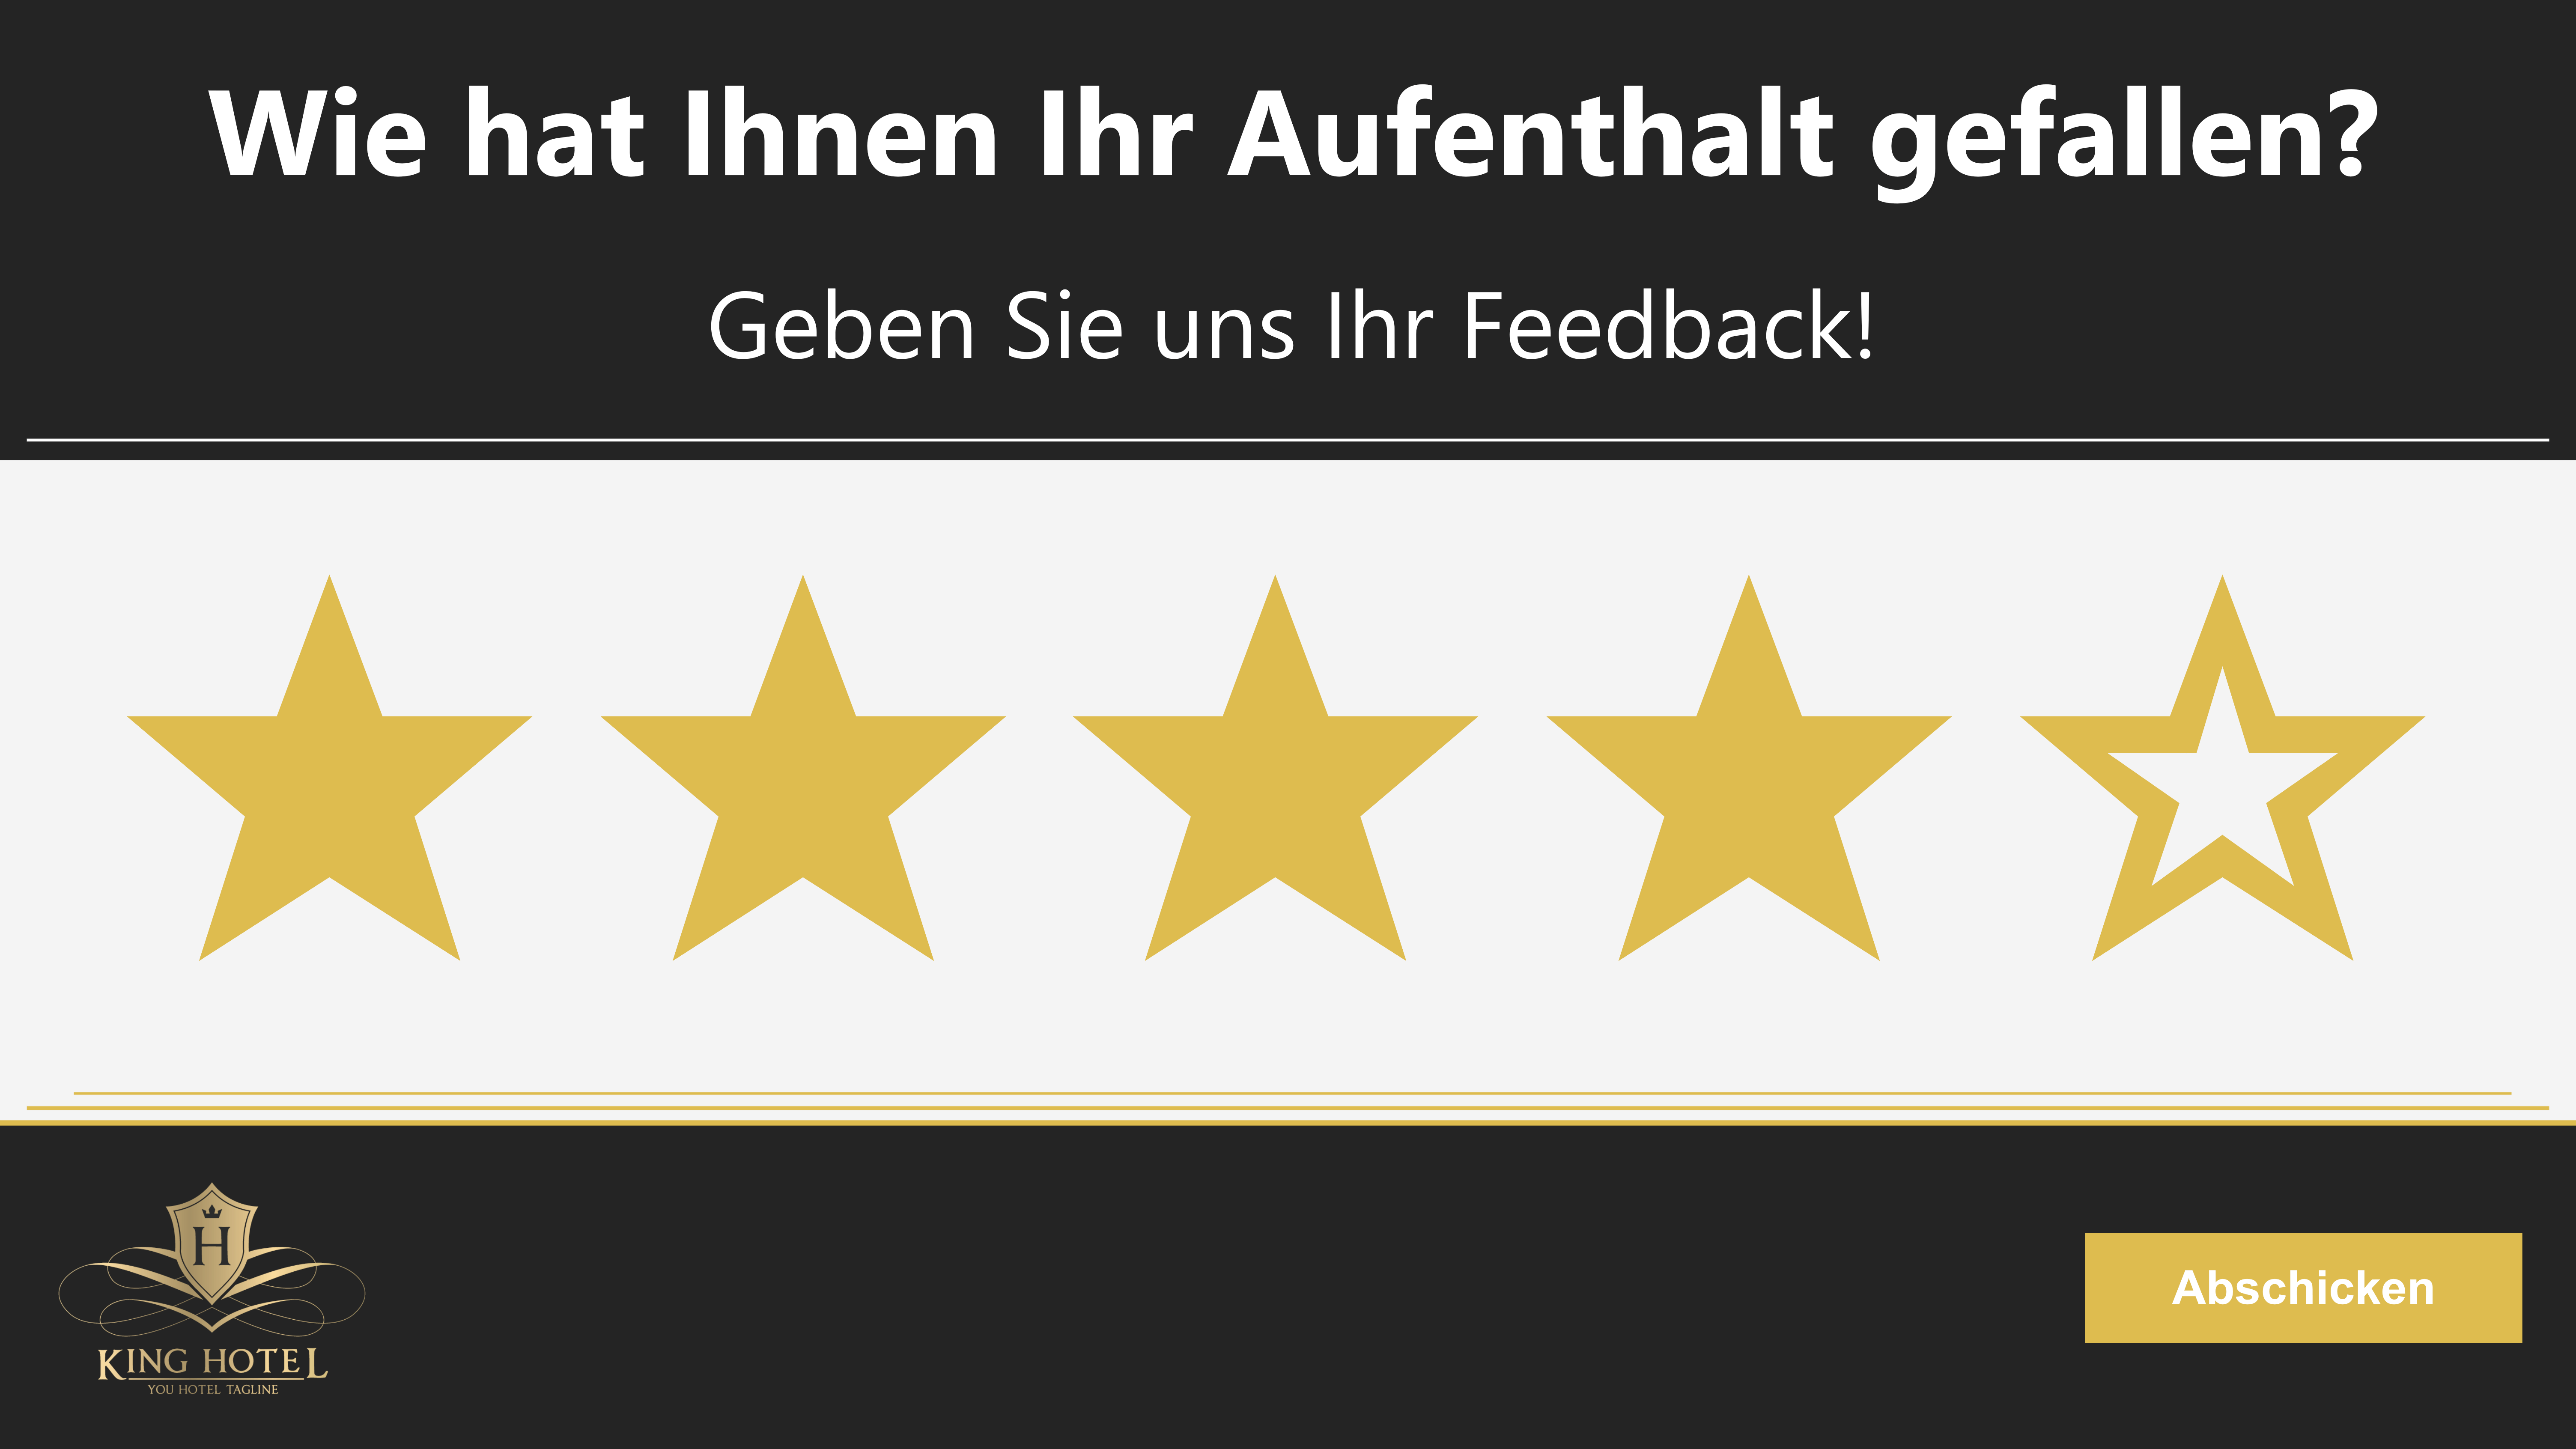 Wie hat Ihnen Ihr Aufenthalt gefallen?
Geben Sie uns Ihr Feedback!
H
KING HOTEL
YOU HOTEL TAGLINE
Abschicken